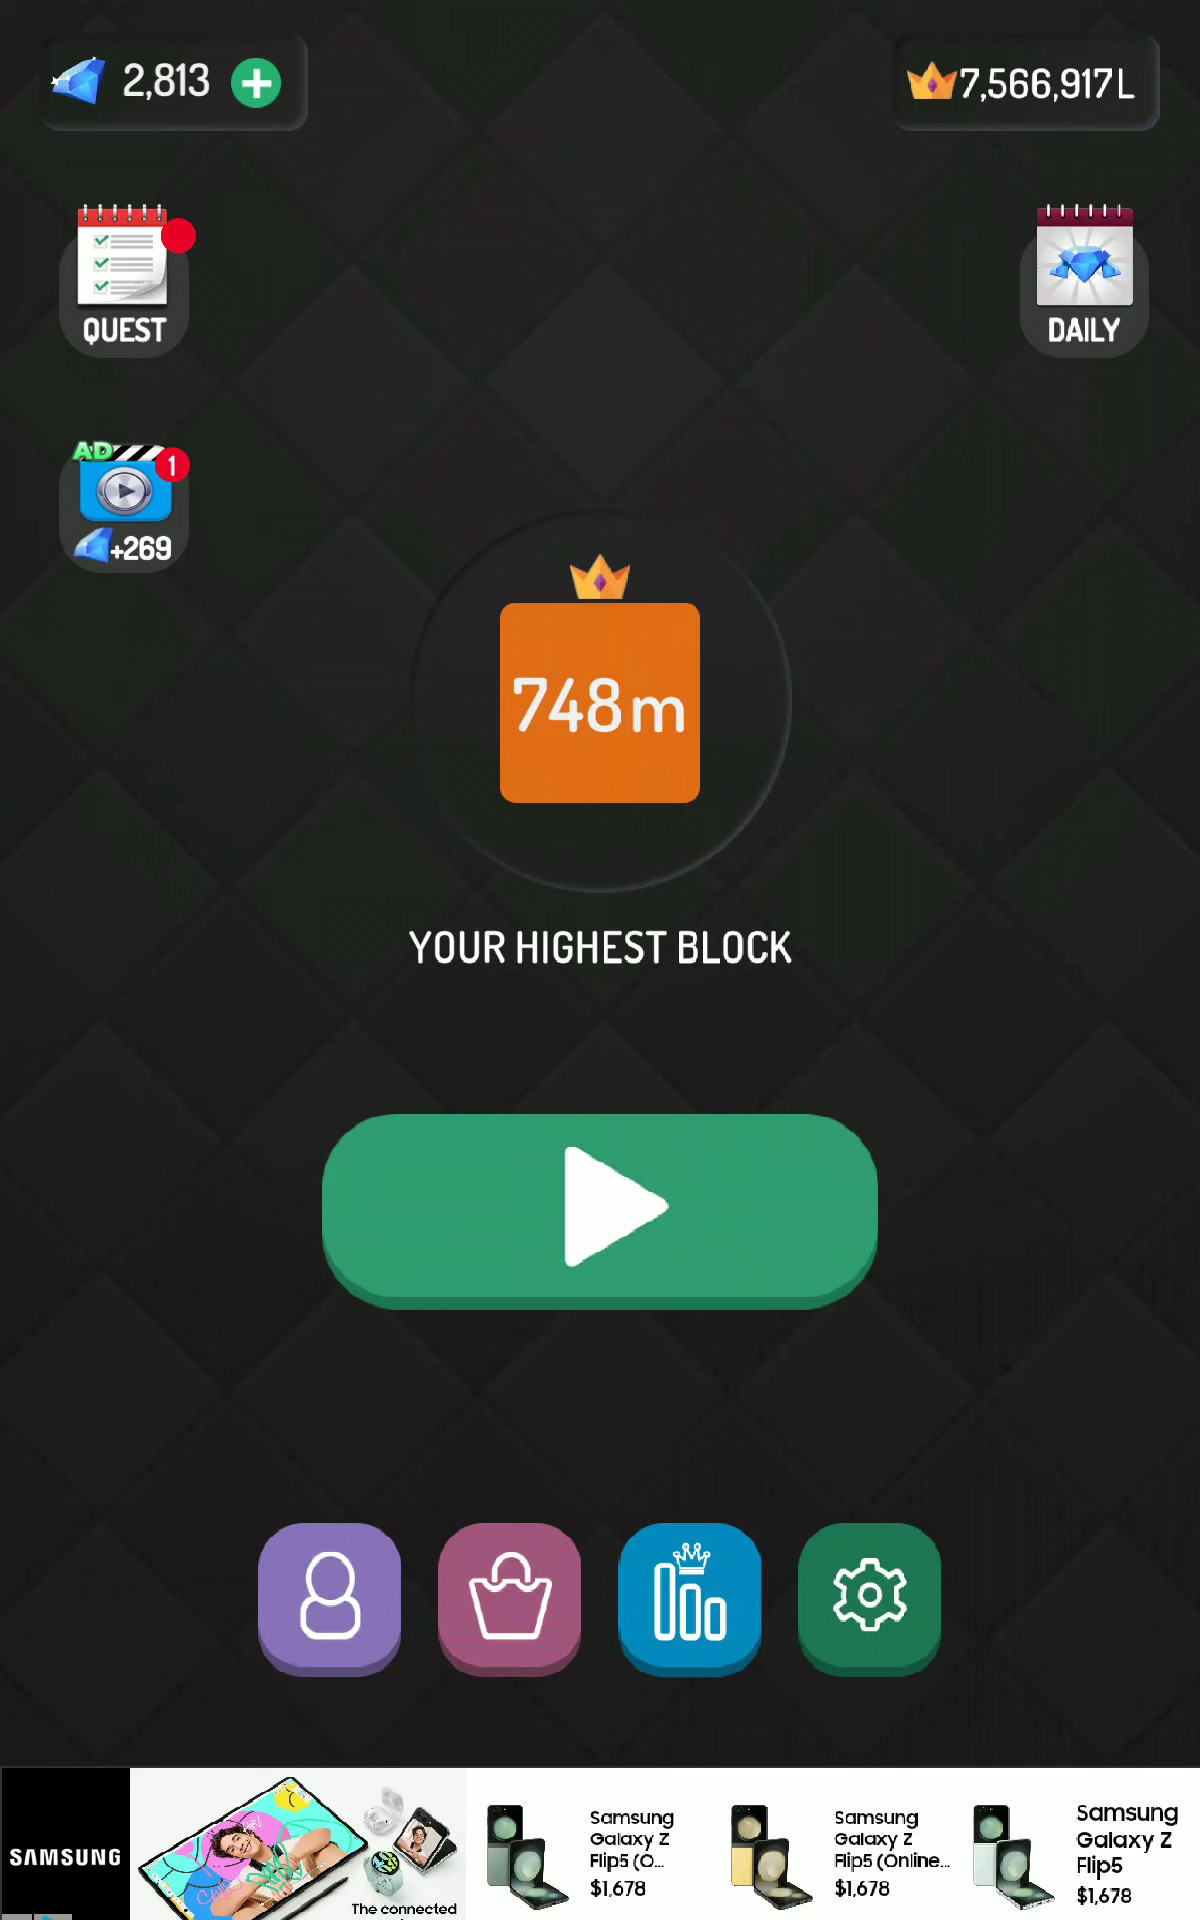 2,813
7,566,917L
QUEST
DAILY
AD
1
+269
748m
YOUR HIGHEST BLOCK
SAMSUNG
The connected
Samsung
Galaxy Z
Flip5 (O...
$1,678
Samsung
Galaxy Z
Flip5 (Online...
$1,678
Samsung
Galaxy Z
Flip5
$1,678